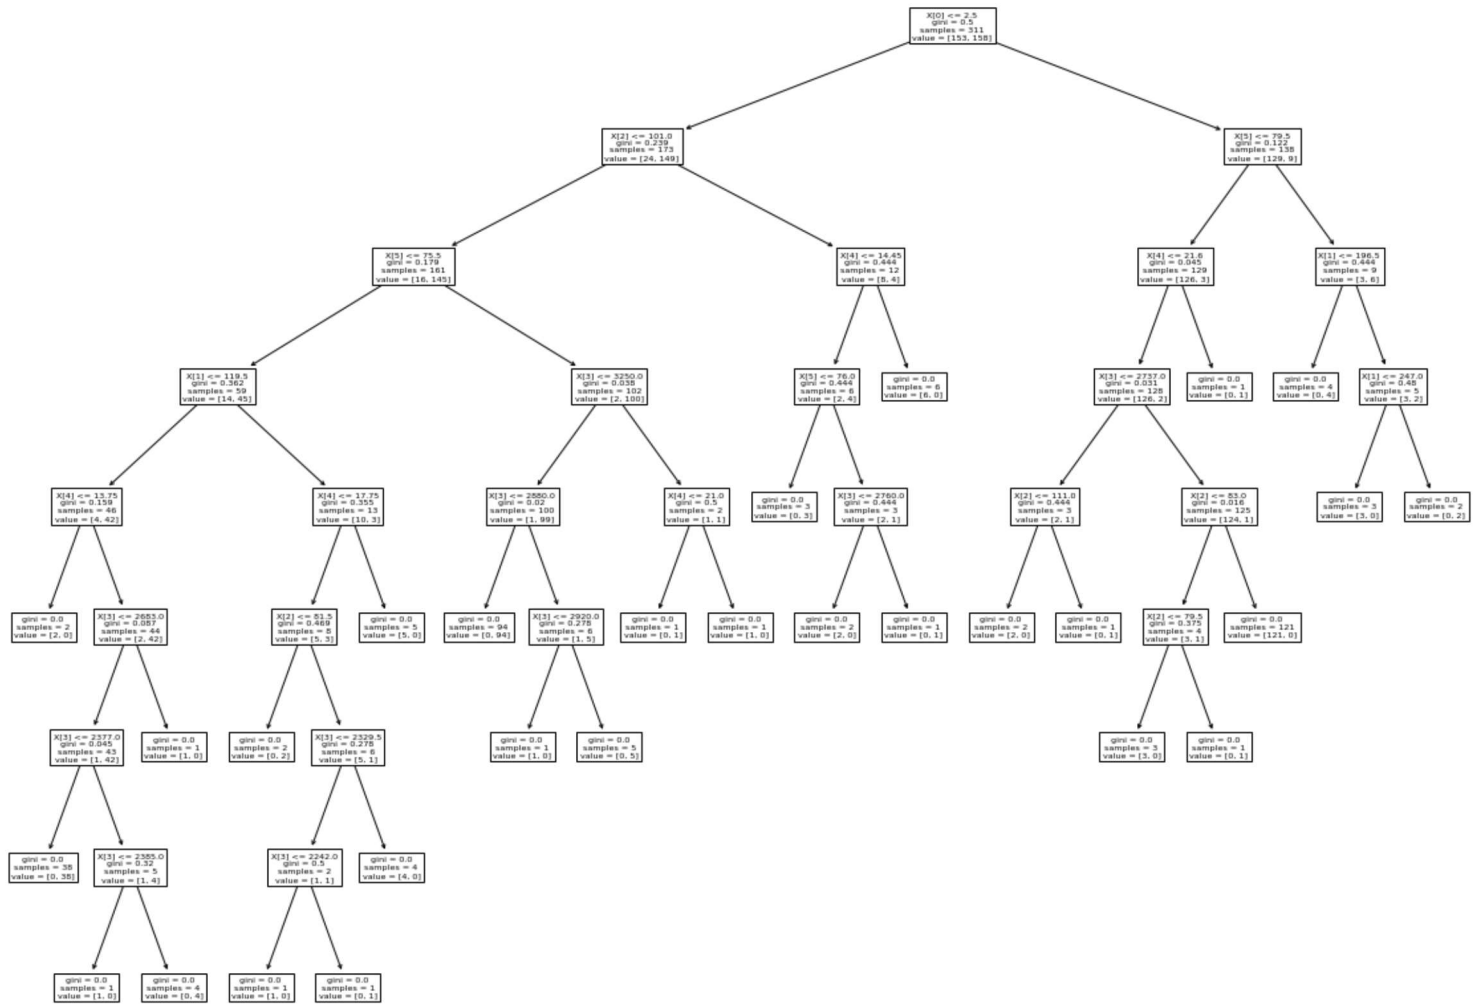 X[0] <= 2.5
gini = 0.5
samples = 311
value = [153, 158]
X[2] <= 101.0
gini = 0.239
samples = 173
value = [24, 149]
X[5] <= 79.5
gini = 0.122
samples = 138
value = [129, 9]
X[5] <= 75.5
gini = 0.179
samples = 161
value = [16, 145]
X[4] <= 14.45
gini = 0.444
samples = 12
value = [8, 4]
X[4] <= 21.6
gini = 0.045
samples = 129
value = [126, 3]
X[1] <= 196.5
gini = 0.444
samples = 9
value = [3, 6]
X[1] <= 119.5
gini = 0.362
samples = 59
value = [14, 45]
X[3] <= 3250.0
gini = 0.038
samples = 102
value = [2, 100]
X[5] <= 76.0
gini = 0.444
samples = 6
value = [2, 4]
gini = 0.0
samples = 6
value = [6, 0]
X[3] <= 2737.0
gini = 0.031
samples = 128
value = [126, 2]
gini = 0.0
samples = 1
value = [0, 1]
gini = 0.0
samples = 4
value = [0, 4]
X[1] <= 247.0
gini = 0.48
samples = 5
value = [3, 2]
X[4] <= 13.75
gini = 0.159
samples = 46
value = [4, 42]
X[4] <= 17.75
gini = 0.355
samples = 13
value = [10, 3]
X[3] <= 2880.0
gini = 0.02
samples = 100
value = [1, 99]
X[4] <= 21.0
gini = 0.5
samples = 2
value = [1, 1]
gini = 0.0
samples = 3
value = [0, 3]
X[3] <= 2760.0
gini = 0.444
samples = 3
value = [2, 1]
X[2] <= 111.0
gini = 0.444
samples = 3
value = [2, 1]
X[2] <= 83.0
gini = 0.016
samples = 125
value = [124, 1]
gini = 0.0
samples = 3
value = [3, 0]
gini = 0.0
samples = 2
value = [0, 2]
gini = 0.0
samples = 2
value = [2, 0]
X[3] <= 2683.0
gini = 0.087
samples = 44
value = [2, 42]
X[2] <= 81.5
gini = 0.469
samples = 8
value = [5, 3]
gini = 0.0
samples = 5
value = [5, 0]
gini = 0.0
samples = 94
value = [0, 94]
X[3] <= 2920.0
gini = 0.278
samples = 6
value = [1, 5]
gini = 0.0
samples = 1
value = [0, 1]
gini = 0.0
samples = 1
value = [1, 0]
gini = 0.0
samples = 2
value = [2, 0]
gini = 0.0
samples = 1
value = [0, 1]
gini = 0.0
samples = 2
value = [2, 0]
gini = 0.0
samples = 1
value = [0, 1]
X[2] <= 79.5
gini = 0.375
samples = 4
value = [3, 1]
gini = 0.0
samples = 121
value = [121, 0]
X[3] <= 2377.0
gini = 0.045
samples = 43
value = [1, 42]
gini = 0.0
samples = 1
value = [1, 0]
gini = 0.0
samples = 2
value = [0, 2]
X[3] <= 2329.5
gini = 0.278
samples = 6
value = [5, 1]
gini = 0.0
samples = 1
value = [1, 0]
gini = 0.0
samples = 5
value = [0, 5]
gini = 0.0
samples = 3
value = [3, 0]
gini = 0.0
samples = 1
value = [0, 1]
gini = 0.0
samples = 38
value = [0, 38]
X[3] <= 2385.0
gini = 0.32
samples = 5
value = [1, 4]
X[3] <= 2242.0
gini = 0.5
samples = 2
value = [1, 1]
gini = 0.0
samples = 4
value = [4, 0]
gini = 0.0
samples = 1
value = [1, 0]
gini = 0.0
samples = 4
value = [0, 4]
gini = 0.0
samples = 1
value = [1, 0]
gini = 0.0
samples = 1
value = [0, 1]